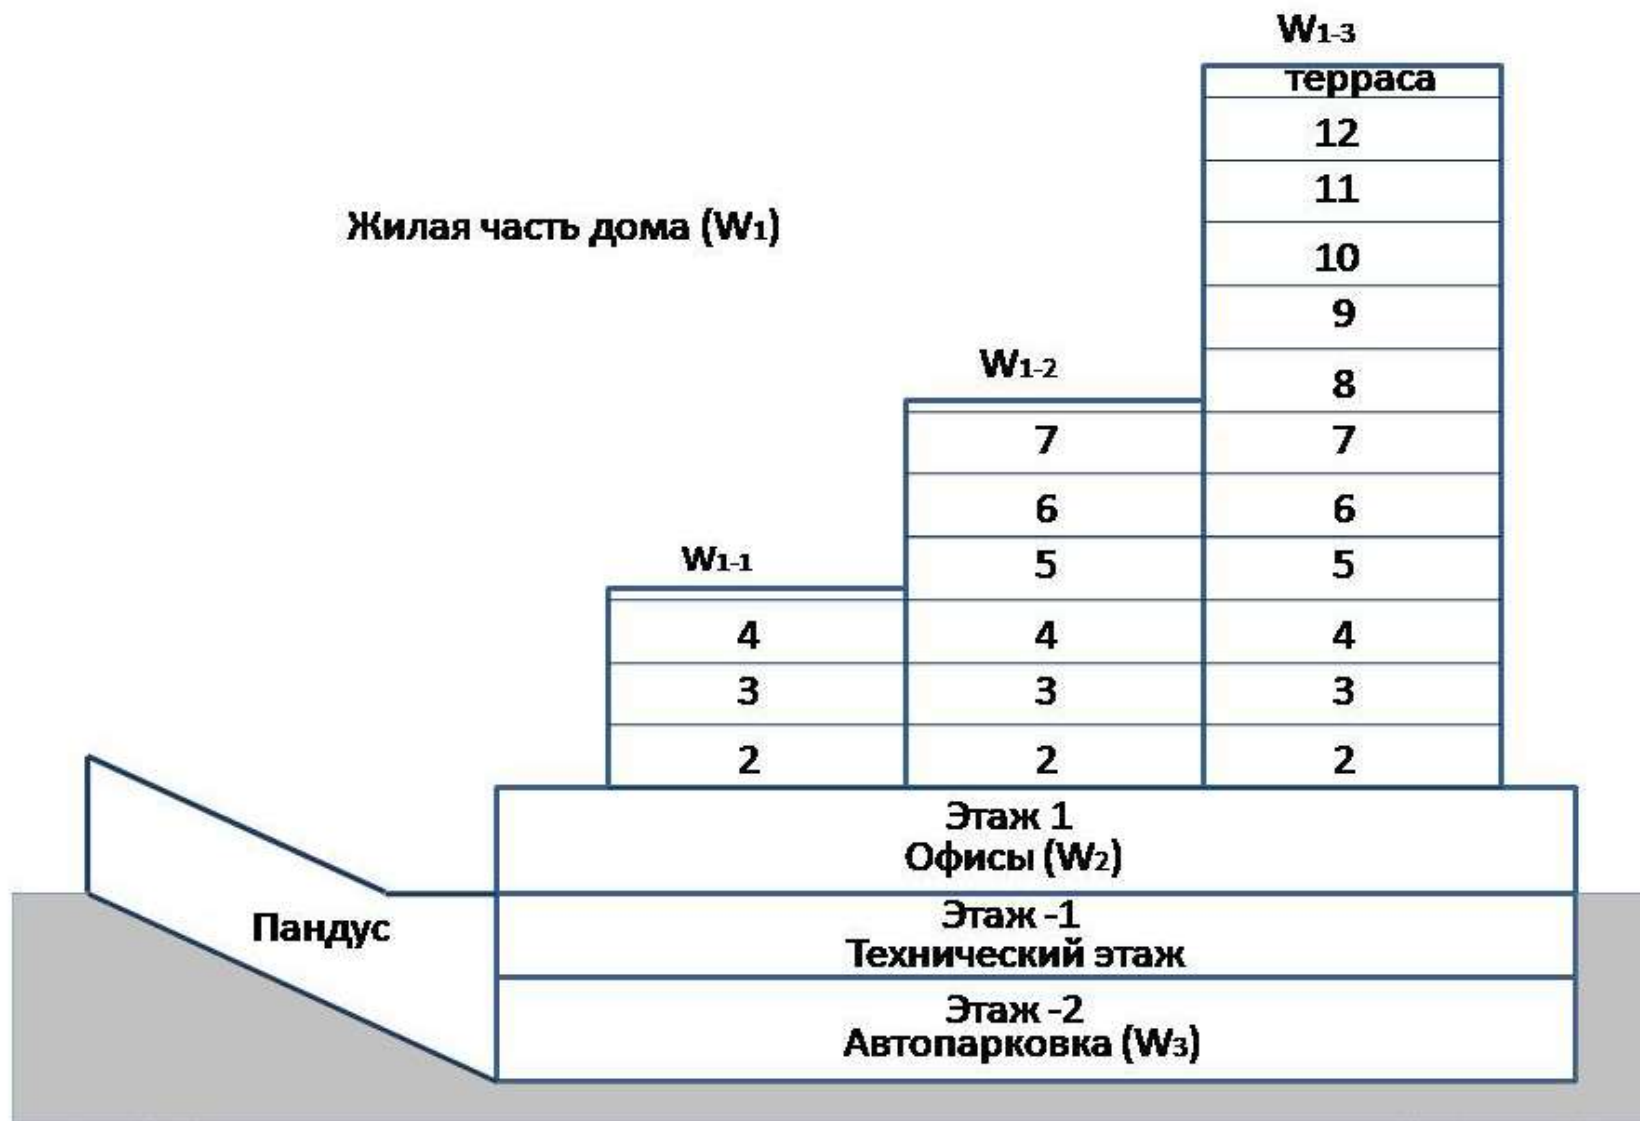 W1-3
терраса
12
11
Жилая часть дома (W1)
10
9
W1-2
8
7 7
6 6
W1-1
5 5
4 4 4
3 3 3
2 2 2
Этаж 1
Офисы (W2)
Пандус
Этаж -1
Технический этаж
Этаж -2
Автопарковка (W3)